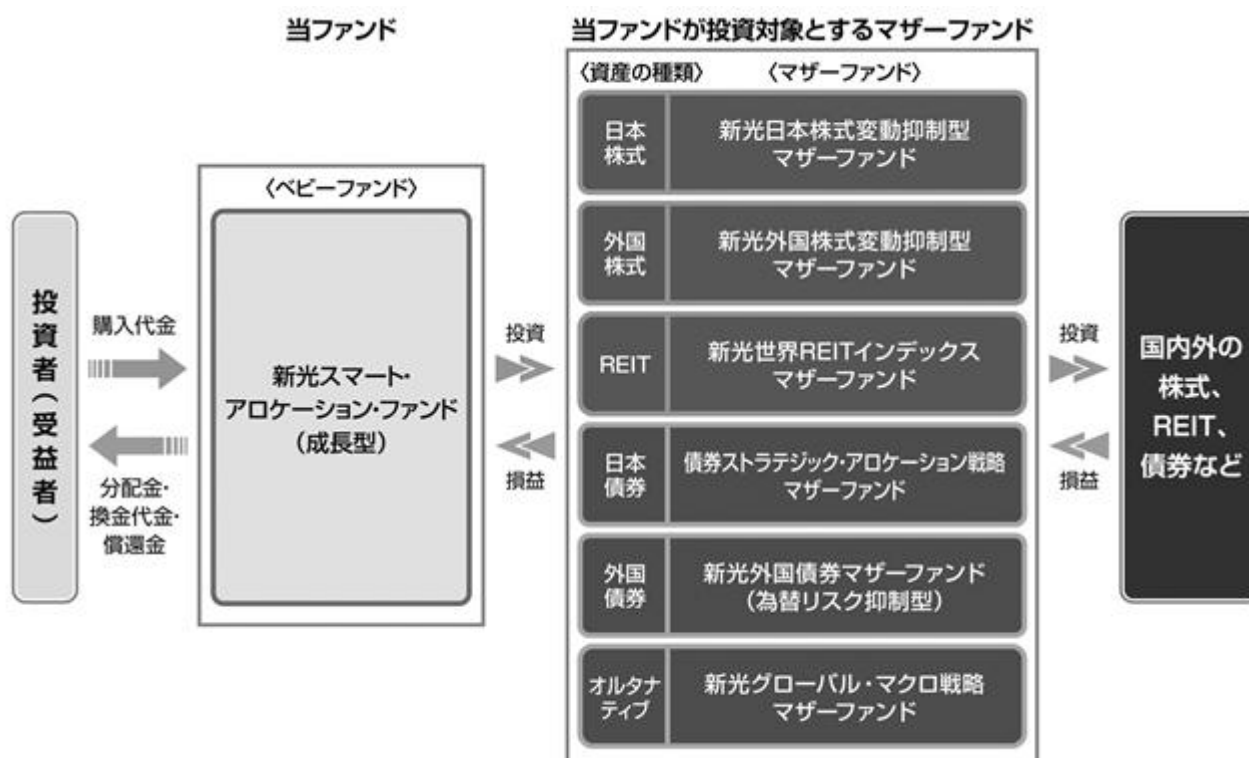 当ファンド
当ファンドが投資対象とするマザーファンド
〈資産の種類〉
〈マザーファンド〉
〈ベビーファンド〉
投資者(受益者)
購入代金
分配金・
換金代金・
償還金
新光スマート・
アロケーション・ファンド
(成長型)
投資
損益
日本
株式
新光日本株式変動抑制型
マザーファンド
外国
株式
新光外国株式変動抑制型
マザーファンド
REIT
新光世界REITインデックス
マザーファンド
日本
債券
債券ストラテジック・アロケーション戦略
マザーファンド
外国
債券
新光外国債券マザーファンド
(為替リスク抑制型)
オルタナ
ティブ
新光グローバル・マクロ戦略
マザーファンド
投資
損益
国内外の
株式、
REIT、
債券など